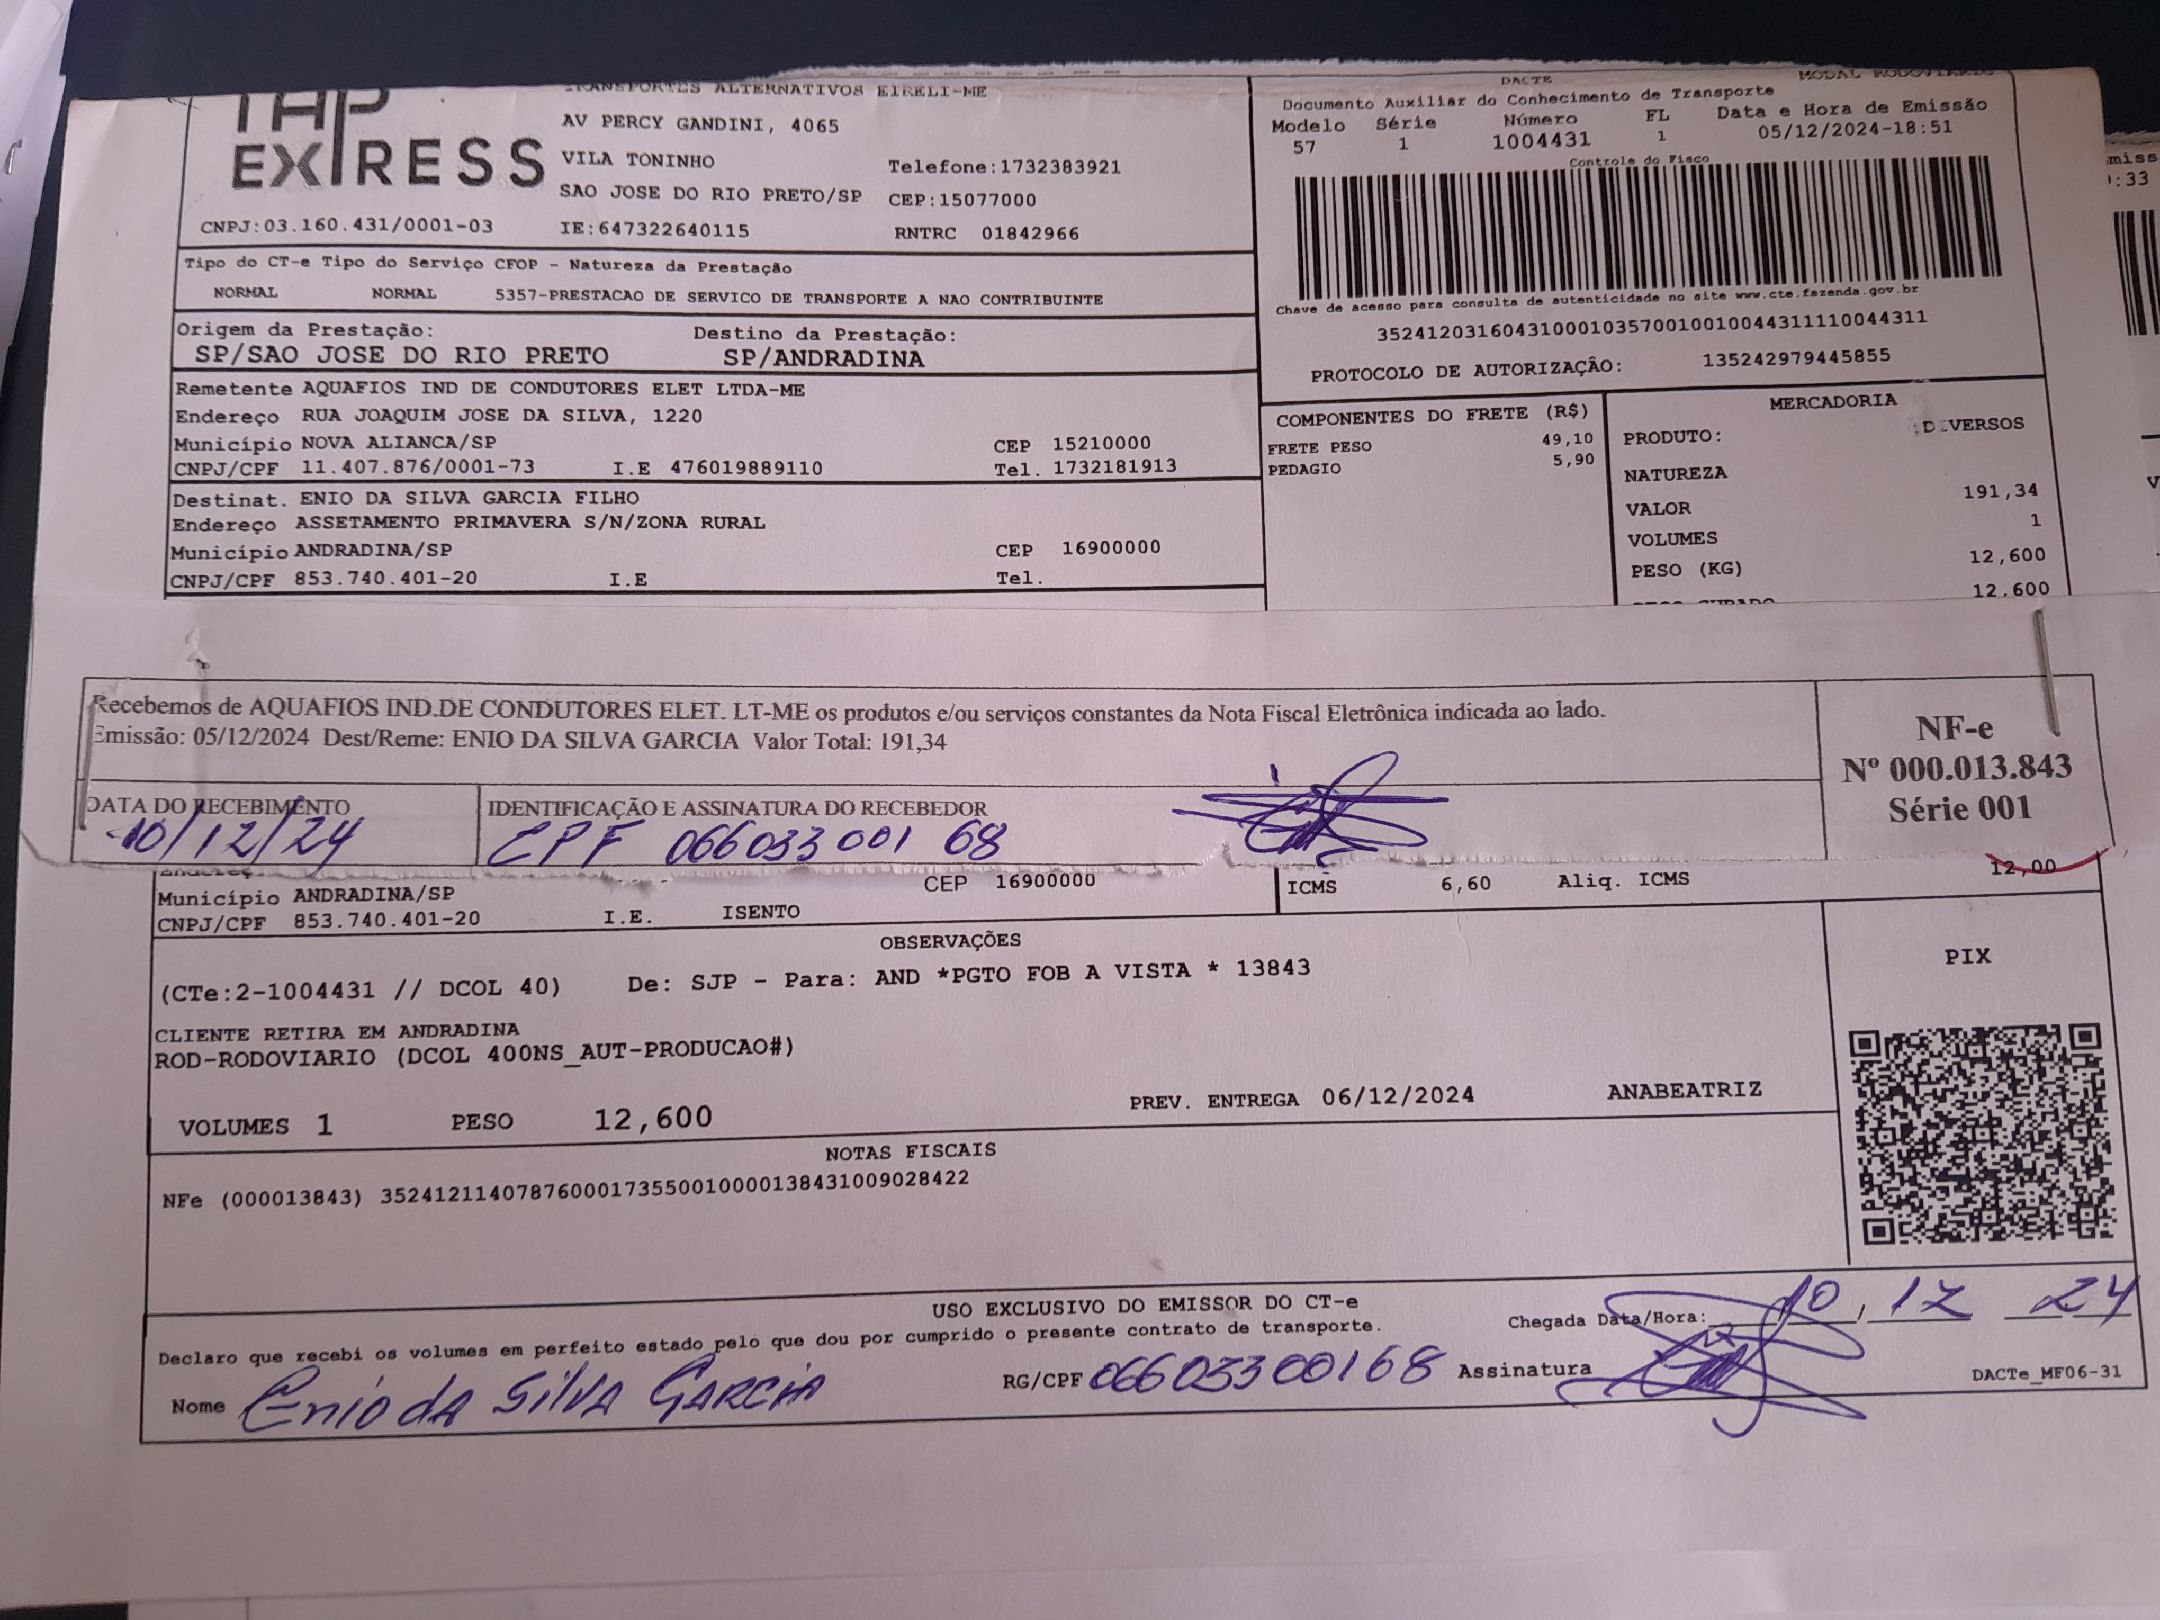 TRANSPORTES ALTERNATIVOS EIRELI-ME
EXPRESS
AV PERCY GANDINI, 4065
VILA TONINHO
Telefone:1732383921
SAO JOSE DO RIO PRETO/SP
CEP:15077000
CNPJ:03.160.431/0001-03
IE:647322640115
RNTRC 01842966
DACTE
MODAL RODOVIARIO
Documento Auxiliar do Conhecimento de Transporte
Modelo Série Número FL Data e Hora de Emissão
57 1 1004431 1 05/12/2024-18:51
Controle do Fisco
Chave de acesso para consulta de autenticidade no site www.cte.fazenda.gov.br
35241203160431000103570010010044311110044311
PROTOCOLO DE AUTORIZAÇÃO: 135242979445855
Tipo do CT-e Tipo do Serviço CFOP - Natureza da Prestação
NORMAL NORMAL 5357-PRESTACAO DE SERVICO DE TRANSPORTE A NAO CONTRIBUINTE
Origem da Prestação: Destino da Prestação:
SP/SAO JOSE DO RIO PRETO SP/ANDRADINA
Remetente AQUAFIOS IND DE CONDUTORES ELET LTDA-ME
Endereço RUA JOAQUIM JOSE DA SILVA, 1220
Município NOVA ALIANCA/SP CEP 15210000
CNPJ/CPF 11.407.876/0001-73 I.E 476019889110 Tel. 1732181913
Destinat. ENIO DA SILVA GARCIA FILHO
Endereço ASSETAMENTO PRIMAVERA S/N/ZONA RURAL
Município ANDRADINA/SP CEP 16900000
CNPJ/CPF 853.740.401-20 I.E Tel.
COMPONENTES DO FRETE (R$)
FRETE PESO 49,10
PEDAGIO 5,90
MERCADORIA
PRODUTO: DIVERSOS
NATUREZA
VALOR 191,34
VOLUMES 1
PESO (KG) 12,600
12,600
Recebemos de AQUAFIOS IND.DE CONDUTORES ELET. LT-ME os produtos e/ou serviços constantes da Nota Fiscal Eletrônica indicada ao lado.
Emissão: 05/12/2024 Dest/Reme: ENIO DA SILVA GARCIA Valor Total: 191,34
NF-e
Nº 000.013.843
Série 001
DATA DO RECEBIMENTO
10/12/24
IDENTIFICAÇÃO E ASSINATURA DO RECEBEDOR
CPF 066033 001 68
Endereç
Município ANDRADINA/SP CEP 16900000
CNPJ/CPF 853.740.401-20 I.E. ISENTO
ICMS 6,60 Aliq. ICMS 12,00
OBSERVAÇÕES
(CTe:2-1004431 // DCOL 40) De: SJP - Para: AND *PGTO FOB A VISTA * 13843
CLIENTE RETIRA EM ANDRADINA
ROD-RODOVIARIO (DCOL 400NS_AUT-PRODUCAO#)
VOLUMES 1 PESO 12,600 PREV. ENTREGA 06/12/2024 ANABEATRIZ
PIX
NOTAS FISCAIS
NFe (000013843) 35241211407876000173550010000138431009028422
USO EXCLUSIVO DO EMISSOR DO CT-e
Declaro que recebi os volumes em perfeito estado pelo que dou por cumprido o presente contrato de transporte.
Chegada Data/Hora: 10, 12 24
Nome Enio da Silva Garcia RG/CPF 06603300168 Assinatura
DACTe_MF06-31
:33